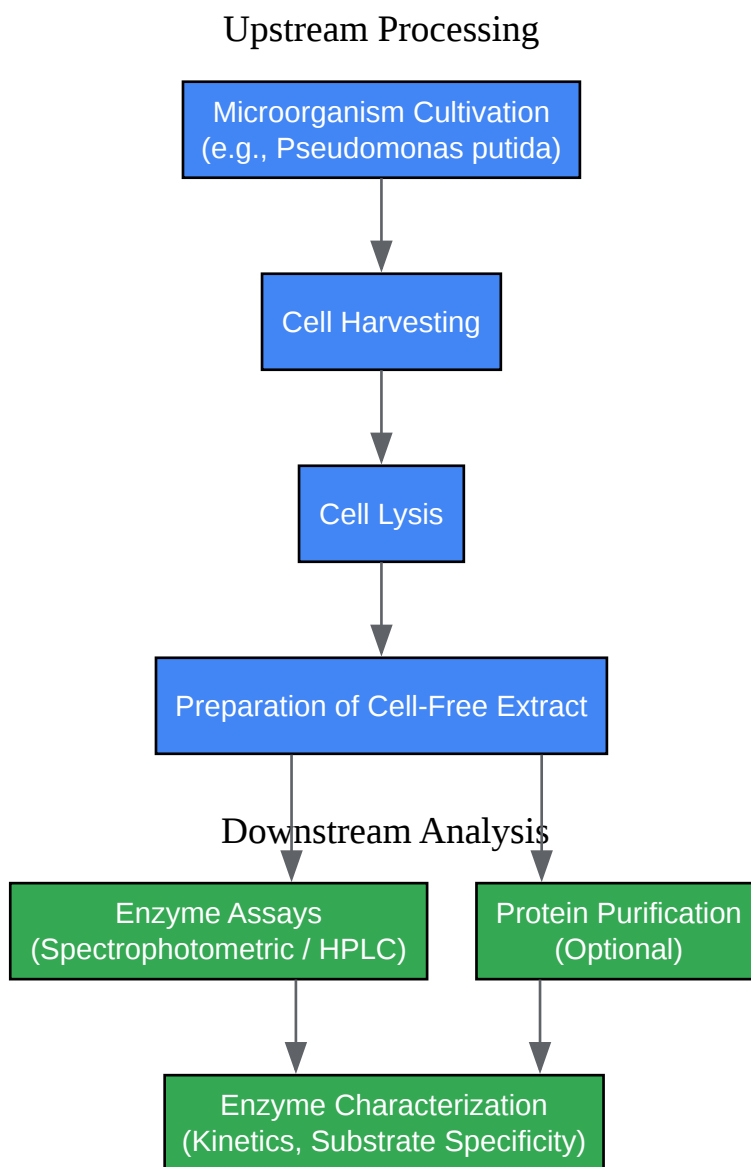 Upstream Processing
Microorganism Cultivation
(e.g., Pseudomonas putida)
Cell Harvesting
Cell Lysis
Preparation of Cell-Free Extract
Downstream Analysis
Enzyme Assays
(Spectrophotometric / HPLC)
Protein Purification
(Optional)
Enzyme Characterization
(Kinetics, Substrate Specificity)